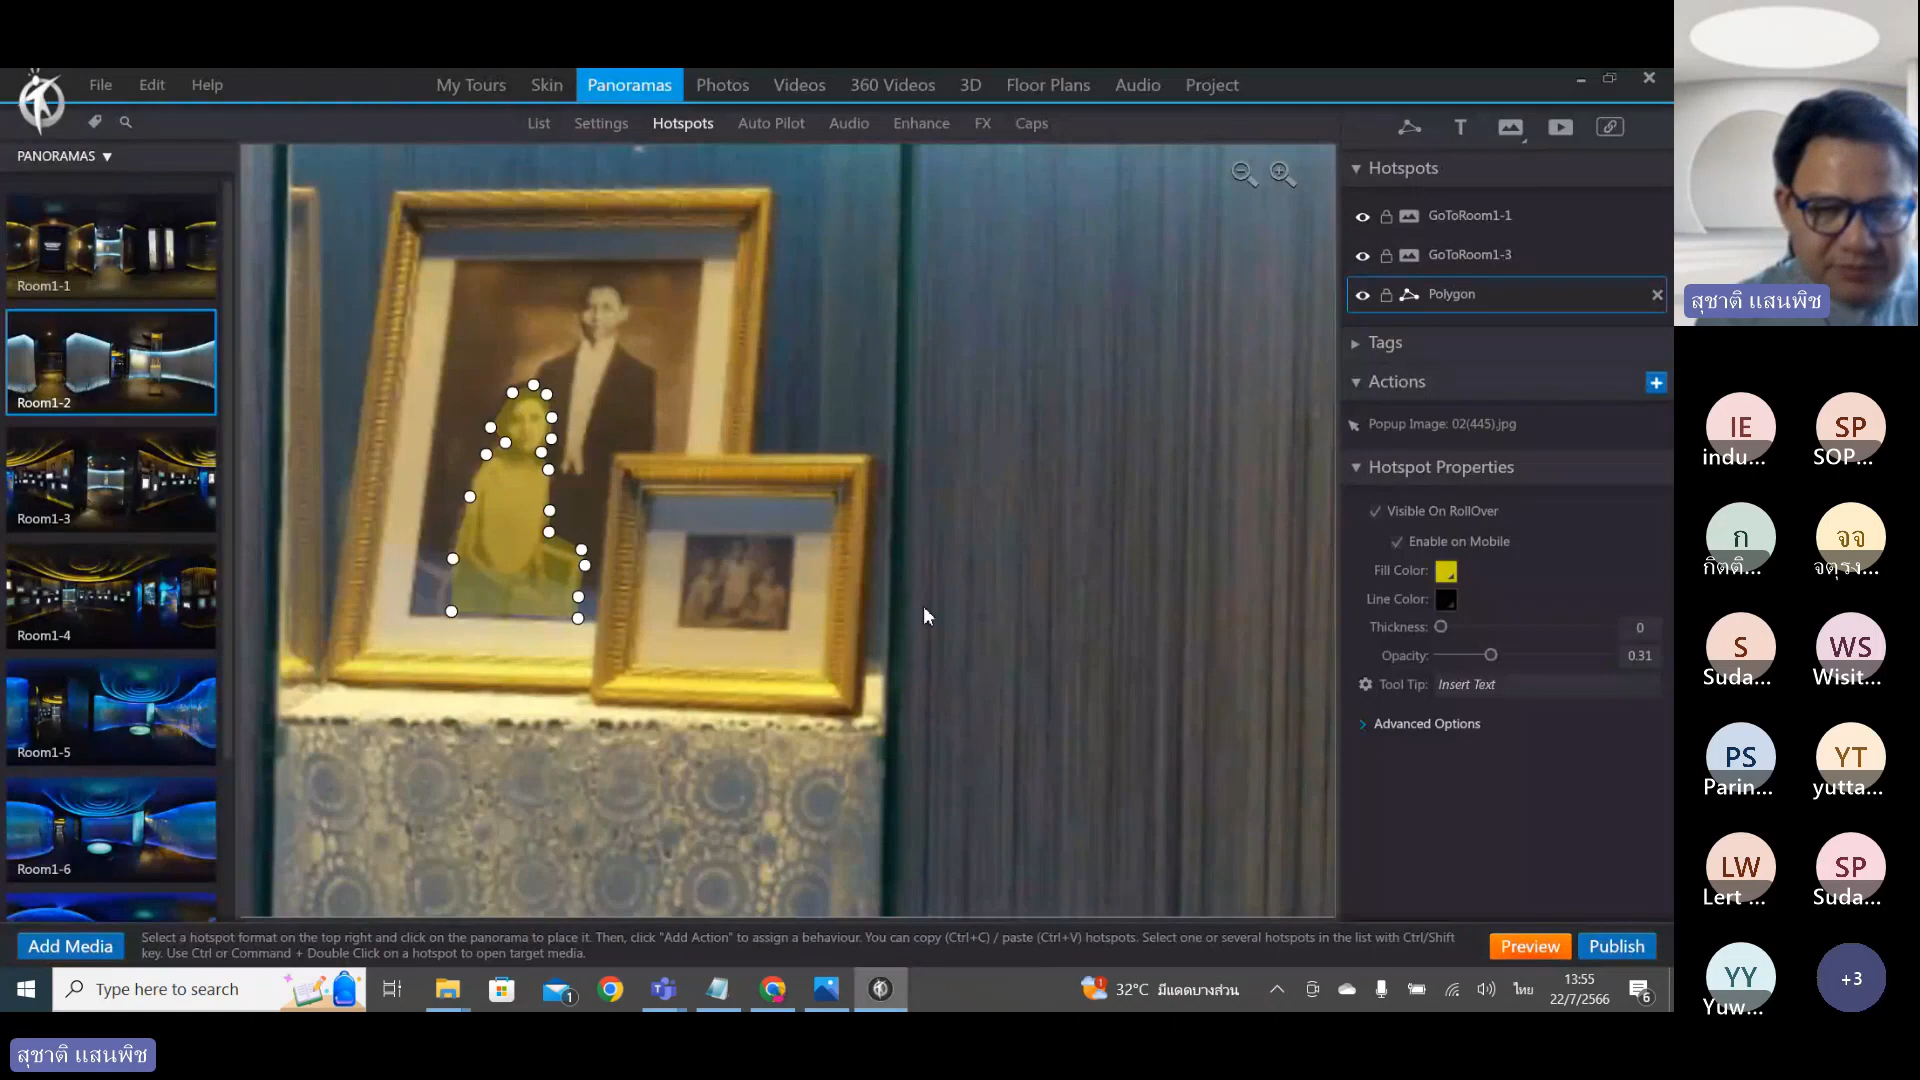 File Edit Help
My Tours Skin Panoramas Photos Videos 360 Videos 3D Floor Plans Audio Project
List Settings Hotspots Auto Pilot Audio Enhance FX Caps
PANORAMAS
Room1-1
Room1-2
Room1-3
Room1-4
Room1-5
Room1-6
Hotspots
GoToRoom1-1
GoToRoom1-3
Polygon
Tags
Actions
Popup Image: 02(445).jpg
Hotspot Properties
Visible On RollOver
Enable on Mobile
Fill Color:
Line Color:
Thickness: 0
Opacity: 0.31
Tool Tip: Insert Text
Advanced Options
Add Media
Select a hotspot format on the top right and click on the panorama to place it. Then, click "Add Action" to assign a behaviour. You can copy (Ctrl+C) / paste (Ctrl+V) hotspots. Select one or several hotspots in the list with Ctrl/Shift
key. Use Ctrl or Command + Double Click on a hotspot to open target media.
Preview Publish
Type here to search
1
1
32°C มีแดดบางส่วน
ไทย
13:55
22/7/2566
6
สุชาติ แสนพิช
สุชาติ แสนพิช
IE SP
indu... SOP...
ก จจ
กิตติ... จตุรง...
S WS
Suda... Wisit...
PS YT
Parin... yutta...
LW SP
Lert ... Suda...
YY +3
Yuw...